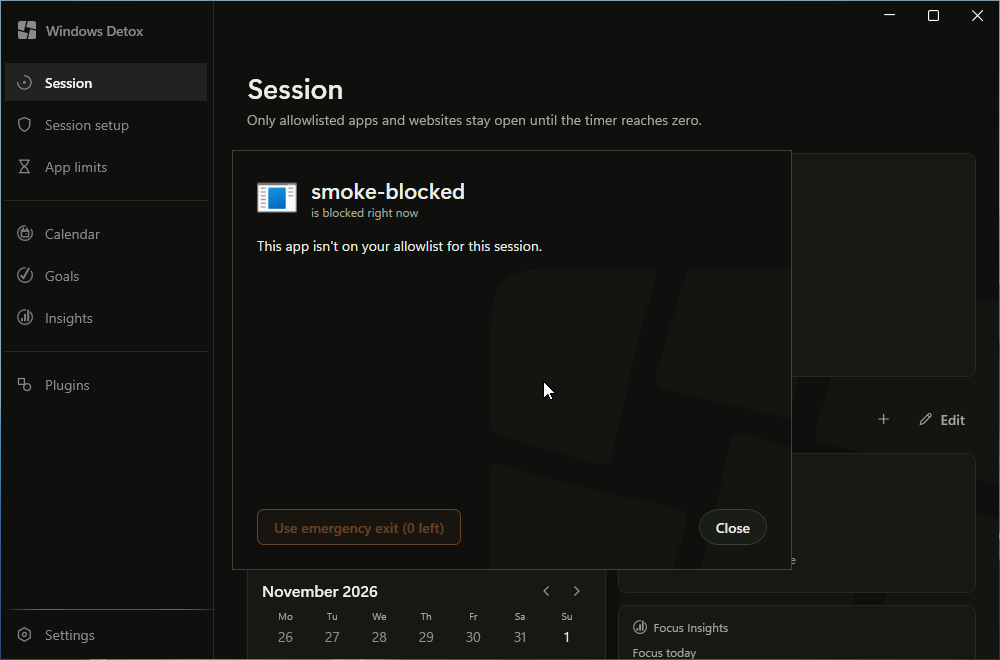 Windows Detox
Session
Session setup
App limits
Calendar
Goals
Insights
Plugins
Settings
Session
Only allowlisted apps and websites stay open until the timer reaches zero.
smoke-blocked
is blocked right now
This app isn't on your allowlist for this session.
Use emergency exit (0 left)
Close
Edit
November 2026
Mo Tu We Th Fr Sa Su
26 27 28 29 30 31 1
Focus Insights
Focus today